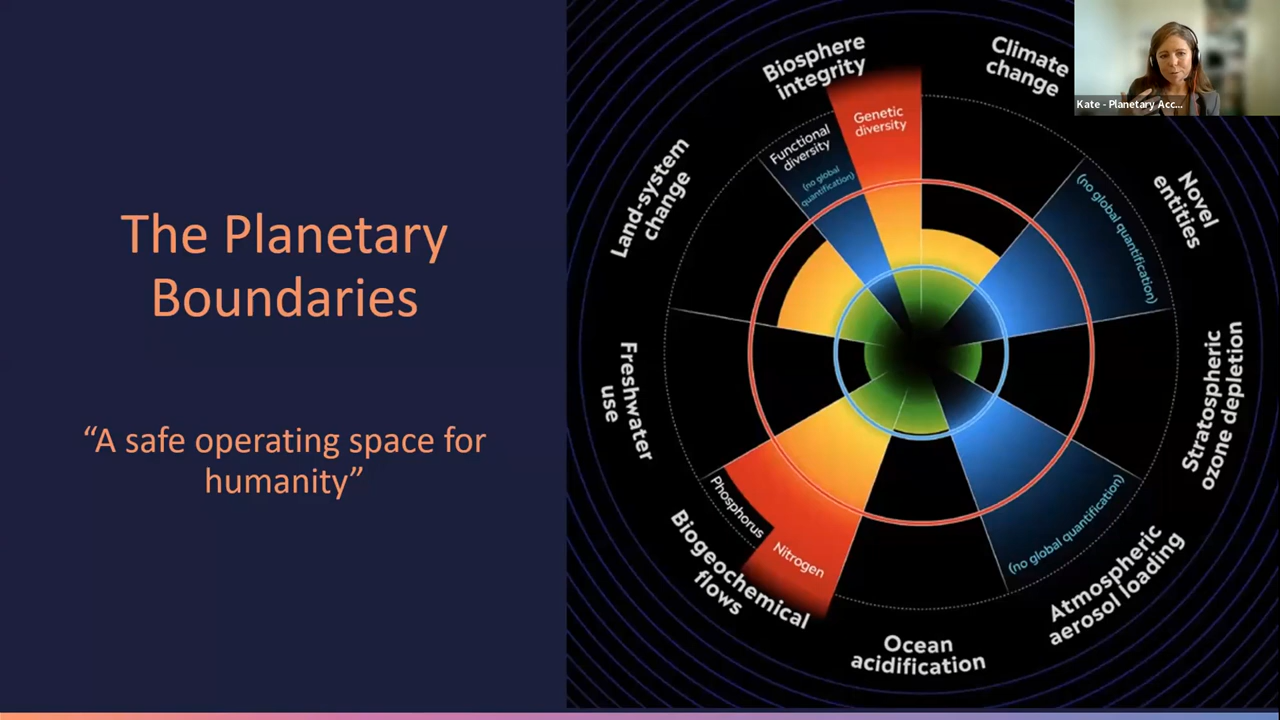 The Planetary
Boundaries
“A safe operating space for
humanity”
Biosphere
integrity
Climate
change
Kate - Planetary Acc...
Genetic
diversity
Functional
diversity
(no global
quantification)
Land-system
change
Novel
entities
(no global quantification)
Freshwater
use
Stratospheric
ozone depletion
Phosphorus
Nitrogen
Biogeochemical
flows
(no global quantification)
Atmospheric
aerosol loading
Ocean
acidification